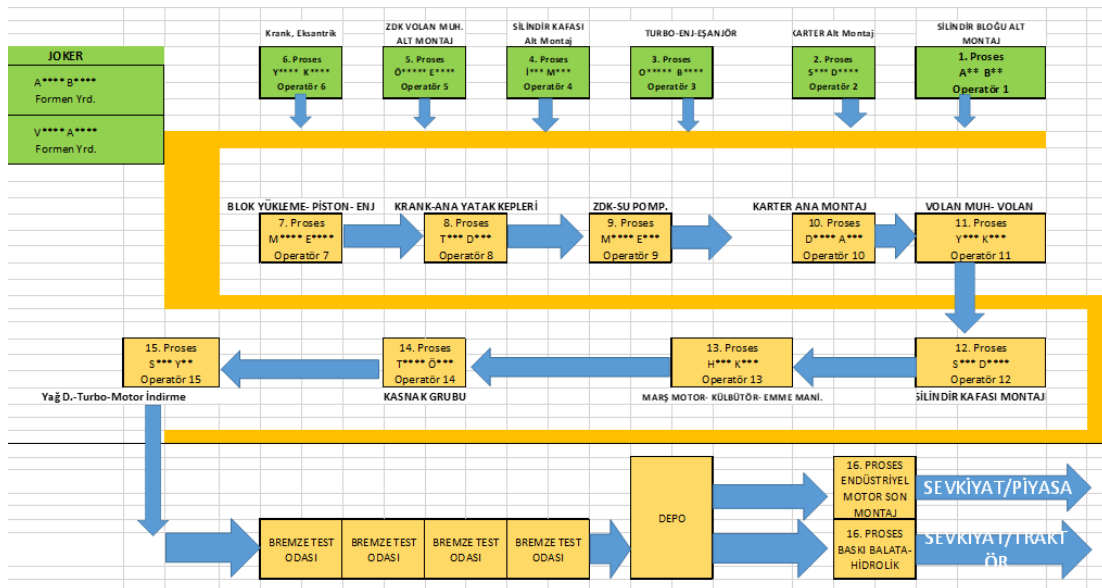 Krank, Eksantrik
ZDK VOLAN MUH.
ALT MONTAJ
SİLİNDİR KAFASI
Alt Montaj
TURBO-ENJ-EŞANJÖR
KARTER Alt Montaj
SİLİNDİR BLOĞU ALT
MONTAJ
JOKER
A**** B****
Formen Yrd.
V**** A****
Formen Yrd.
6. Proses
Y**** K****
Operatör 6
5. Proses
Ö***** E****
Operatör 5
4. Proses
İ*** M***
Operatör 4
3. Proses
O***** B****
Operatör 3
2. Proses
S*** D****
Operatör 2
1. Proses
A** B**
Operatör 1
BLOK YÜKLEME- PİSTON- ENJ
KRANK-ANA YATAK KEPLERİ
ZDK-SU POMP.
KARTER ANA MONTAJ
VOLAN MUH- VOLAN
7. Proses
M**** E****
Operatör 7
8. Proses
T*** D***
Operatör 8
9. Proses
M**** E***
Operatör 9
10. Proses
D**** A***
Operatör 10
11. Proses
Y*** K***
Operatör 11
15. Proses
S*** Y**
Operatör 15
14. Proses
T**** Ö***
Operatör 14
13. Proses
H*** K***
Operatör 13
12. Proses
S*** D****
Operatör 12
Yağ D.-Turbo-Motor İndirme
KASNAK GRUBU
MARŞ MOTOR- KÜLBÜTÖR- EMME MANİ.
SİLİNDİR KAFASI MONTAJI
BREMZE TEST
ODASI
BREMZE TEST
ODASI
BREMZE TEST
ODASI
BREMZE TEST
ODASI
DEPO
16. PROSES
ENDÜSTRİYEL
MOTOR SON
MONTAJ
16. PROSES
BASKI BALATA-
HİDROLİK
SEVKİYAT/PİYASA
SEVKİYAT/TRAKT
ÖR